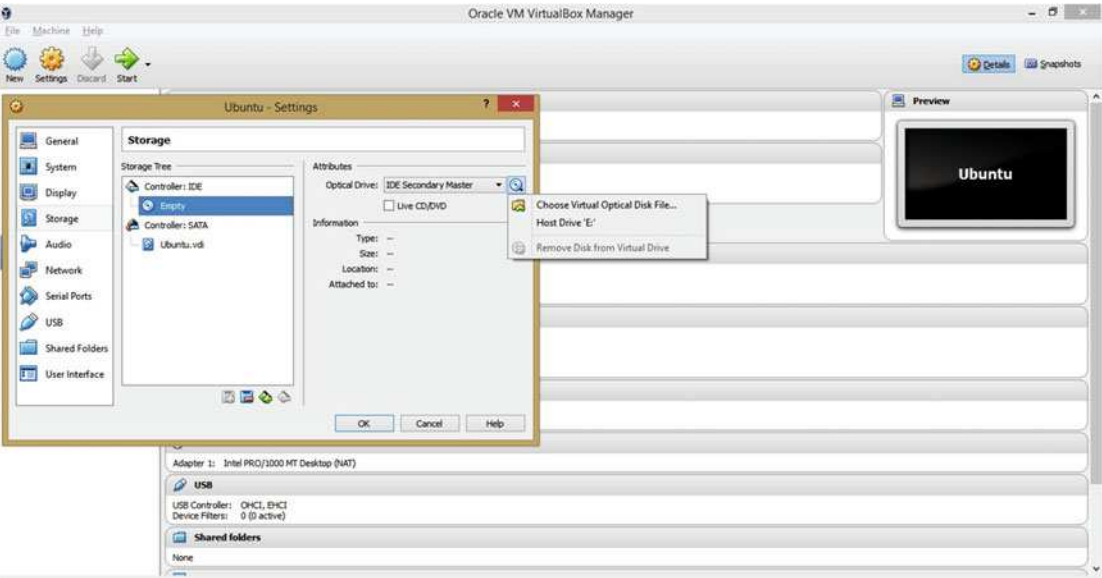 Oracle VM VirtualBox Manager
File Machine Help
New Settings Discard Start
Details Snapshots
Ubuntu - Settings ?
General
System
Display
Storage
Audio
Network
Serial Ports
USB
Shared Folders
User Interface
Storage
Storage Tree
Controller: IDE
Empty
Controller: SATA
Ubuntu.vdi
Attributes
Optical Drive: IDE Secondary Master
Live CD/DVD
Information
Type: --
Size: --
Location: --
Attached to: --
Choose Virtual Optical Disk File...
Host Drive 'E:'
Remove Disk from Virtual Drive
OK Cancel Help
Preview
Ubuntu
Adapter 1: Intel PRO/1000 MT Desktop (NAT)
USB
USB Controller: OHCI, EHCI
Device Filters: 0 (0 active)
Shared folders
None